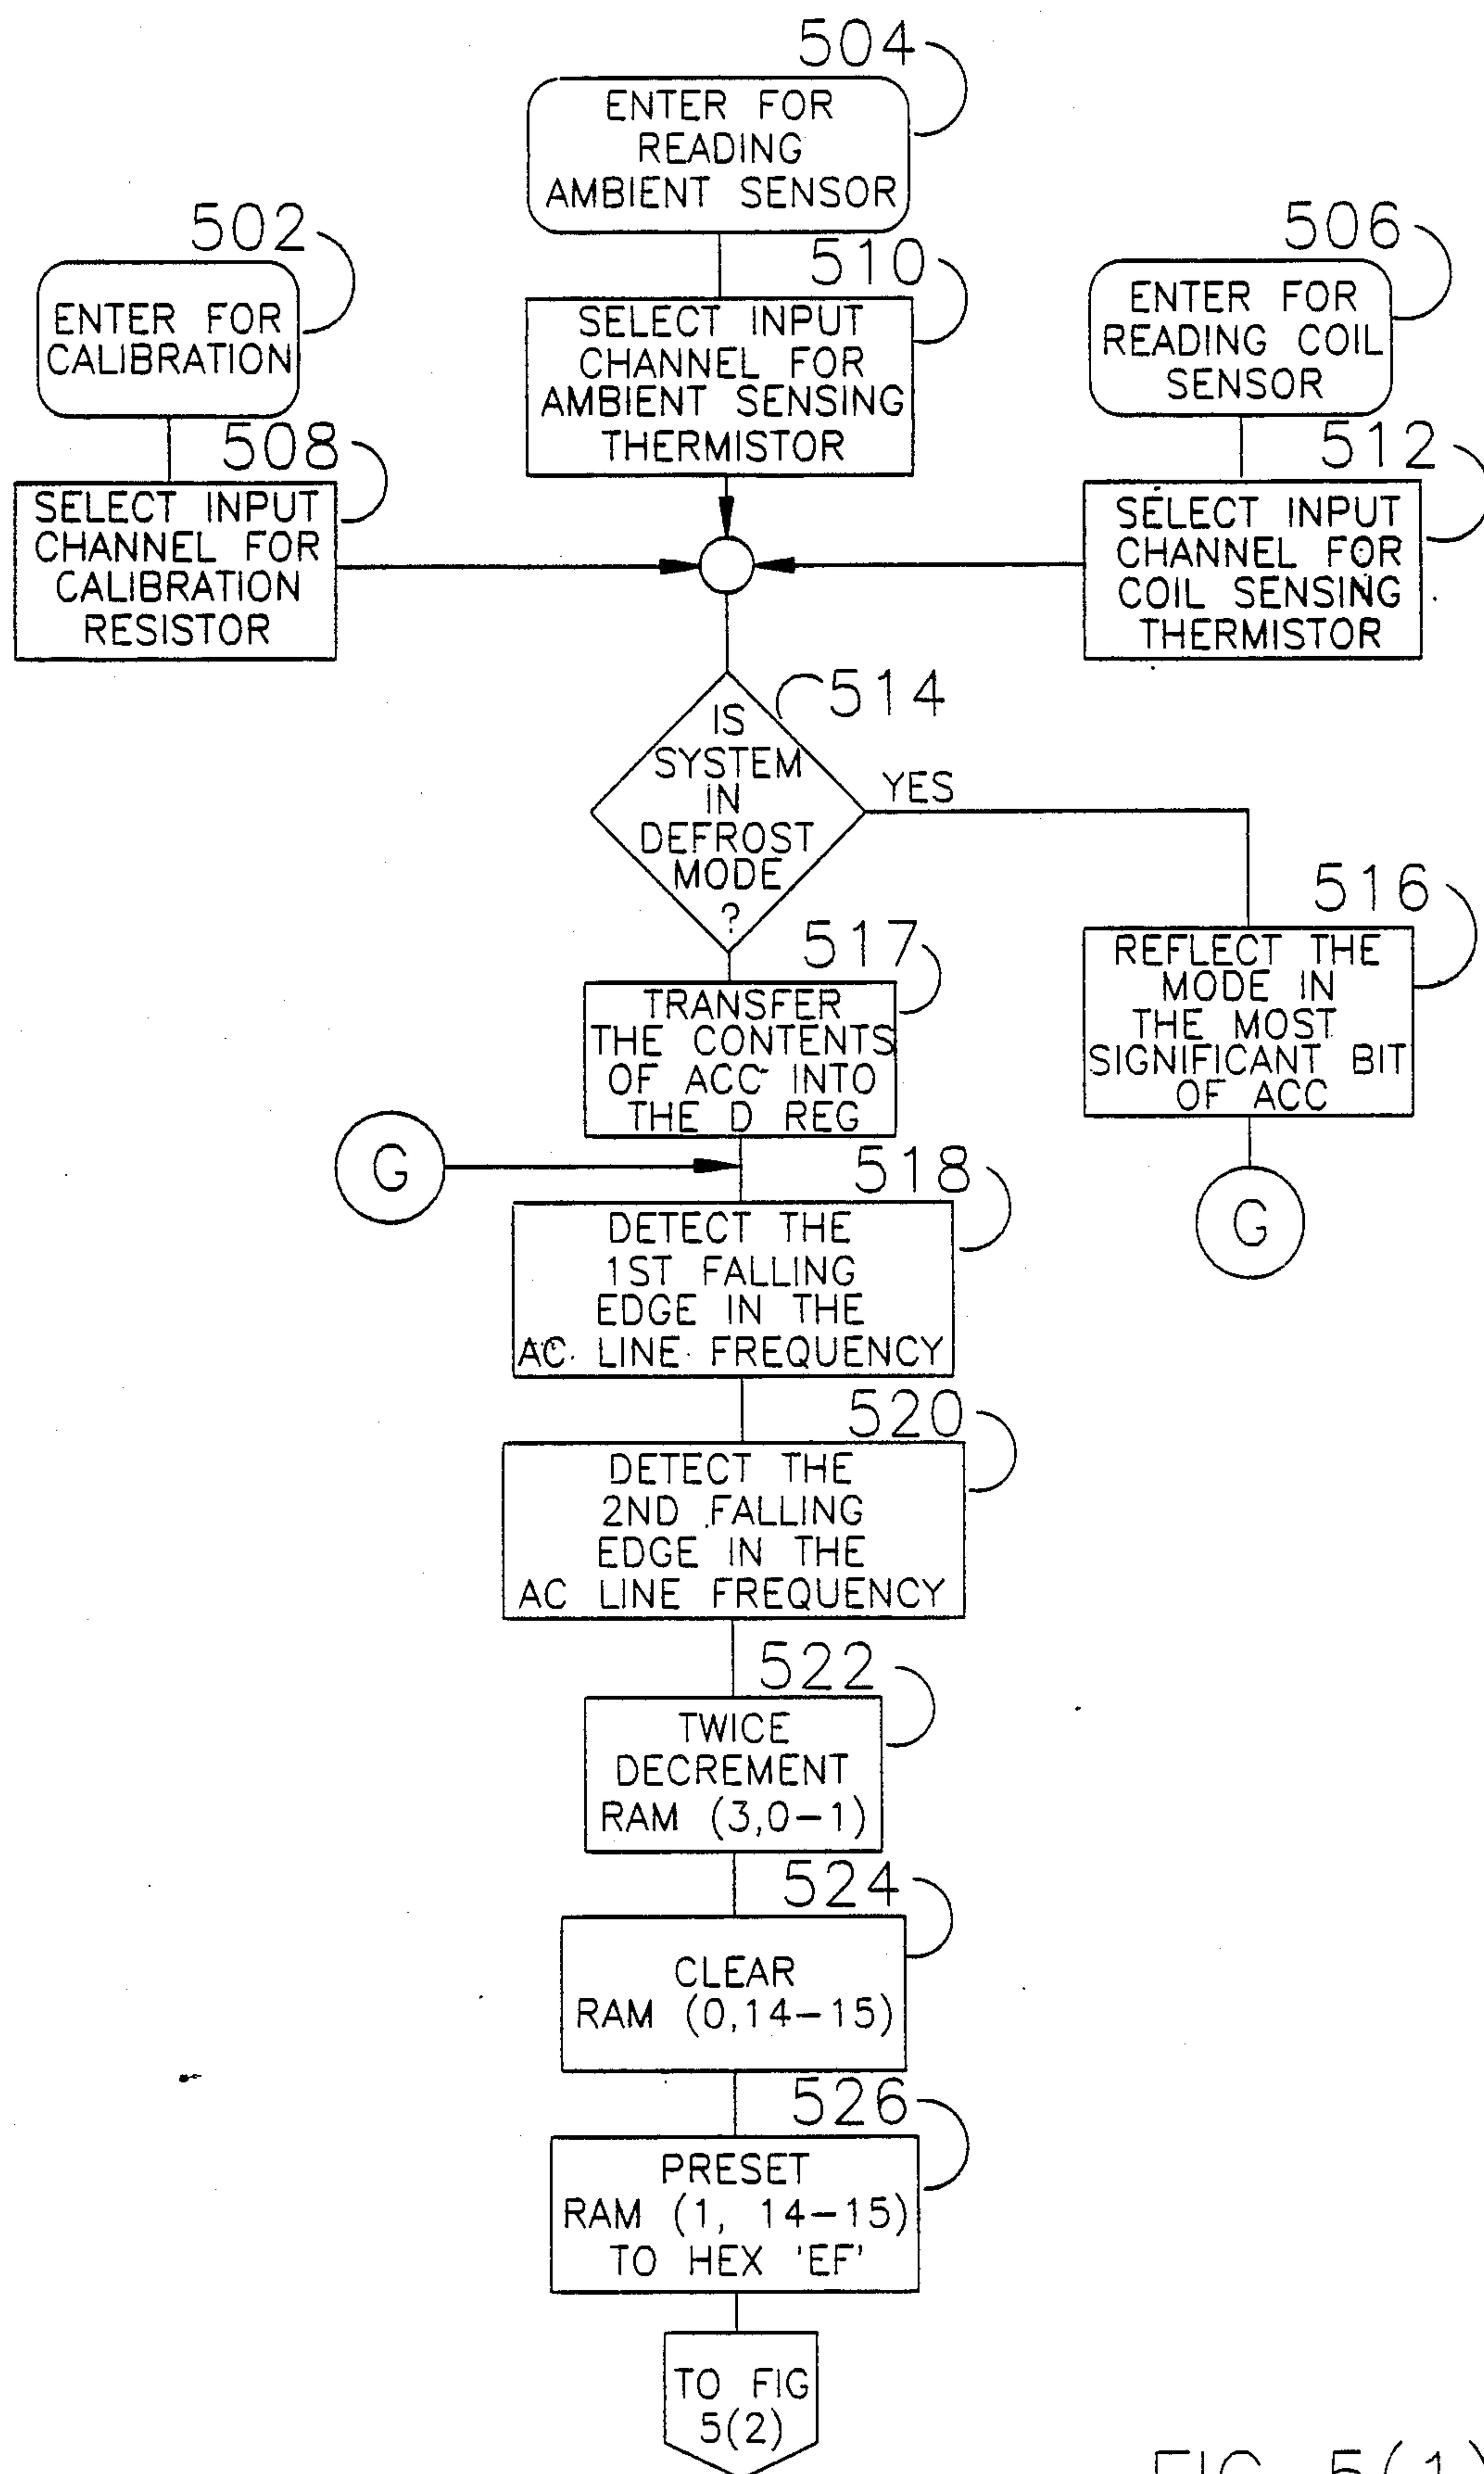 504
ENTER FOR
READING
AMBIENT SENSOR
502
ENTER FOR
CALIBRATION
506
ENTER FOR
READING COIL
SENSOR
510
SELECT INPUT
CHANNEL FOR
AMBIENT SENSING
THERMISTOR
508
SELECT INPUT
CHANNEL FOR
CALIBRATION
RESISTOR
512
SELECT INPUT
CHANNEL FOR
COIL SENSING
THERMISTOR
514
IS
SYSTEM
IN
DEFROST
MODE
?
YES
516
REFLECT THE
MODE IN
THE MOST
SIGNIFICANT BIT
OF ACC
G
517
TRANSFER
THE CONTENTS
OF ACC INTO
THE D REG
G
518
DETECT THE
1ST FALLING
EDGE IN THE
AC LINE FREQUENCY
520
DETECT THE
2ND FALLING
EDGE IN THE
AC LINE FREQUENCY
522
TWICE
DECREMENT
RAM (3,0-1)
524
CLEAR
RAM (0,14-15)
526
PRESET
RAM (1, 14-15)
TO HEX 'EF'
TO FIG
5(2)
FIG 5(1)